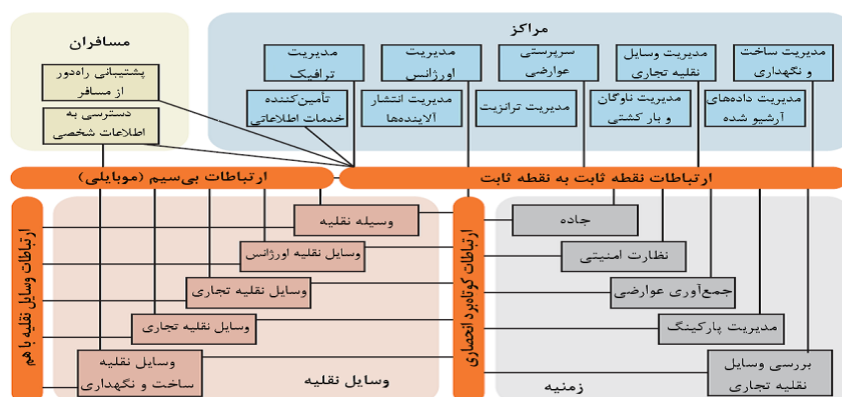 مراکز
مسافران
مدیریت ساخت
و نگهداری
مدیریت وسایل
نقلیه تجاری
سرپرستی
عوارضی
مدیریت
اورژانس
مدیریت
ترافیک
پشتیبانی راه‌دور
از مسافر
مدیریت داده‌های
آرشیو شده
مدیریت ناوگان
و بار کشتی
مدیریت ترانزیت
مدیریت انتشار
آلاینده‌ها
تأمین‌کننده
خدمات اطلاعاتی
دسترسی به
اطلاعات شخصی
ارتباطات نقطه ثابت به نقطه ثابت
ارتباطات بی‌سیم (موبایلی)
جاده
نظارت امنیتی
جمع‌آوری عوارضی
مدیریت پارکینگ
بررسی وسایل
نقلیه تجاری
زمنیه
ارتباطات کوتاه‌برد انحصاری
وسیله نقلیه
وسایل نقلیه اورژانس
وسایل نقلیه تجاری
وسایل نقلیه تجاری
وسایل نقلیه
ساخت و نگهداری
وسایل نقلیه
ارتباطات وسایل نقلیه با هم